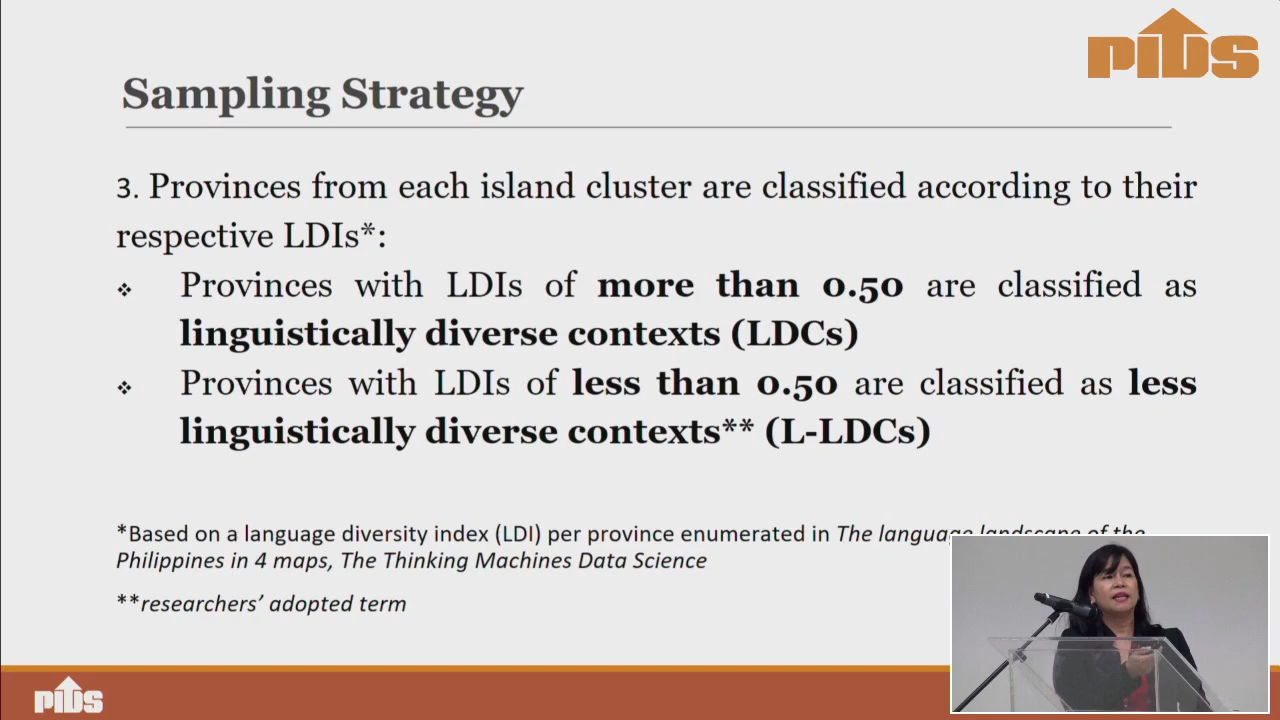 PIDS
Sampling Strategy
3. Provinces from each island cluster are classified according to their
respective LDIs*:
❖ Provinces with LDIs of more than 0.50 are classified as
linguistically diverse contexts (LDCs)
❖ Provinces with LDIs of less than 0.50 are classified as less
linguistically diverse contexts** (L-LDCs)
*Based on a language diversity index (LDI) per province enumerated in The language landscape of the
Philippines in 4 maps, The Thinking Machines Data Science
**researchers' adopted term
PIDS